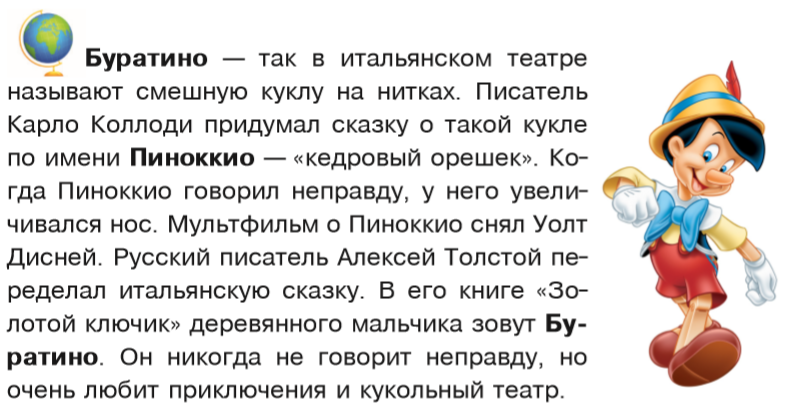 Буратино — так в итальянском театре
называют смешную куклу на нитках. Писатель
Карло Коллоди придумал сказку о такой кукле
по имени Пиноккио — «кедровый орешек». Ко-
гда Пиноккио говорил неправду, у него увели-
чивался нос. Мультфильм о Пиноккио снял Уолт
Дисней. Русский писатель Алексей Толстой пе-
ределал итальянскую сказку. В его книге «Зо-
лотой ключик» деревянного мальчика зовут Бу-
ратино. Он никогда не говорит неправду, но
очень любит приключения и кукольный театр.